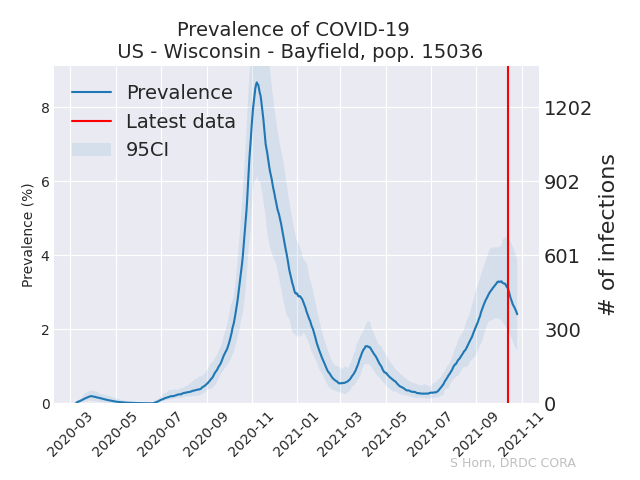 Prevalence of COVID-19
US - Wisconsin - Bayfield, pop. 15036
Prevalence
Latest data
95CI
Prevalence (%)
8
6
4
2
0
1202
902
601
300
0
# of infections
2020-03
2020-05
2020-07
2020-09
2020-11
2021-01
2021-03
2021-05
2021-07
2021-09
2021-11
S Horn, DRDC CORA